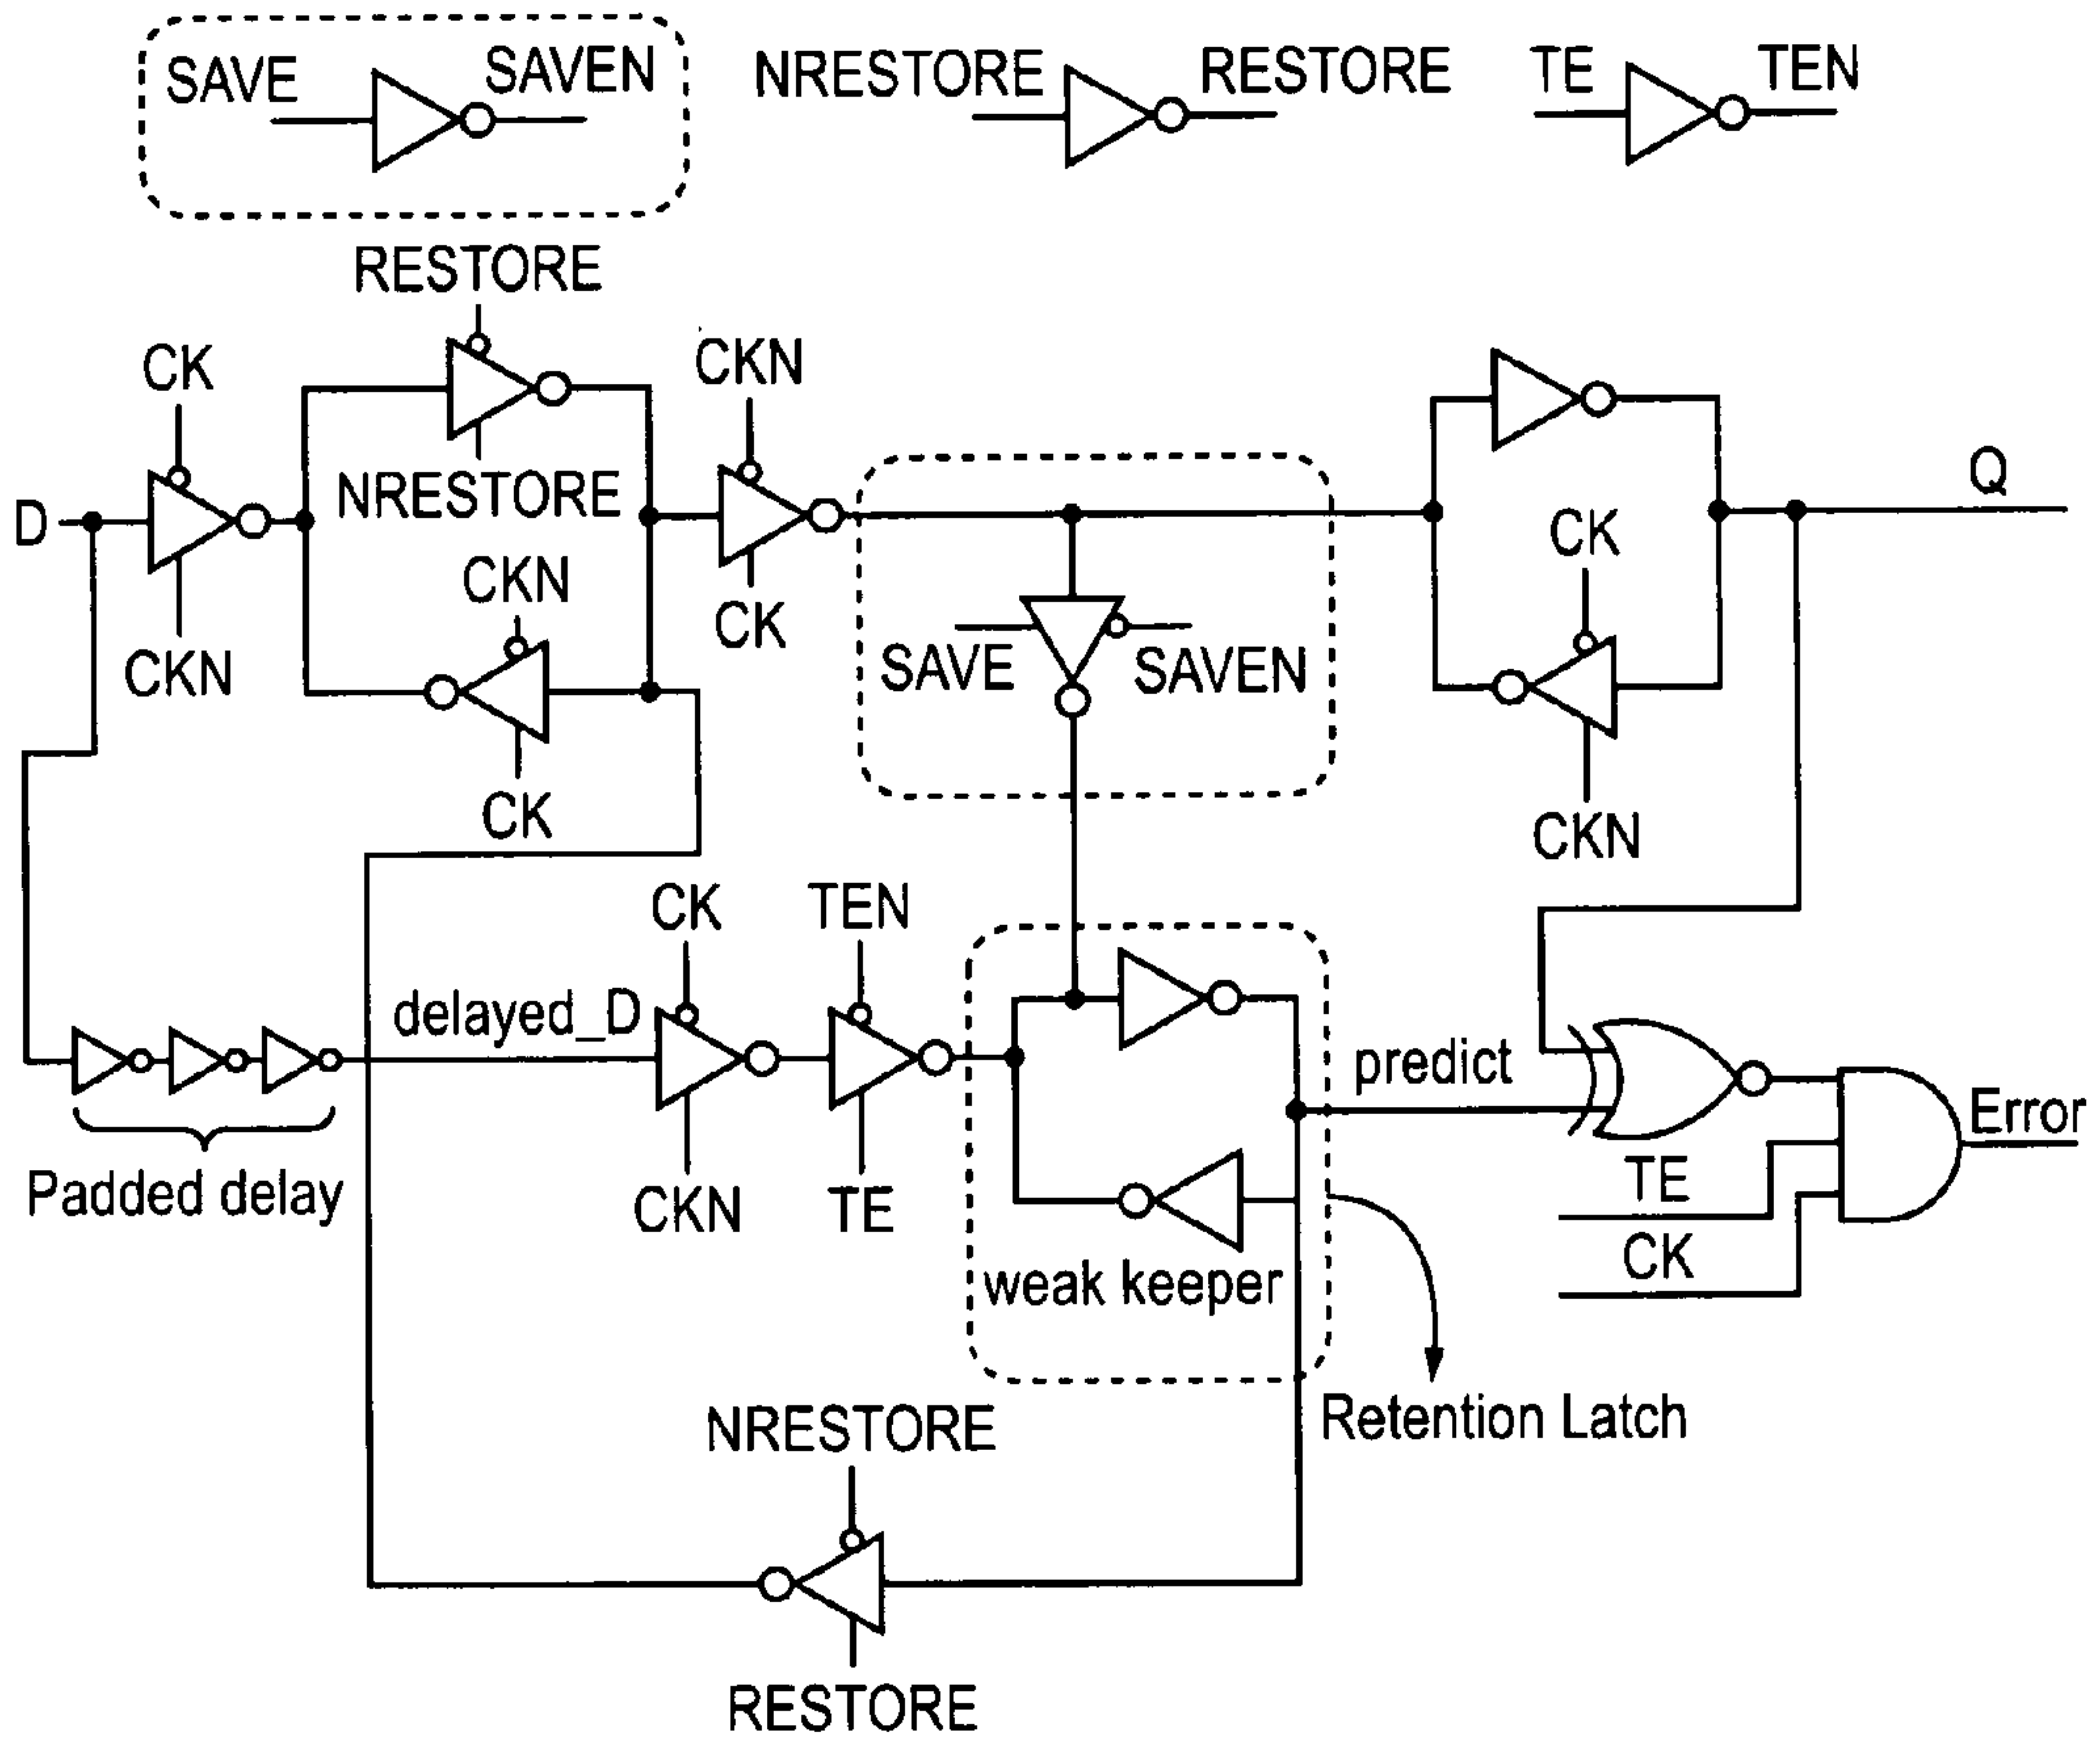 SAVE
SAVEN
NRESTORE
RESTORE
TE
TEN
RESTORE
CK
CKN
NRESTORE
D
Q
CKN
CK
CK
CKN
SAVE
SAVEN
CK
CKN
CK
TEN
delayed_D
predict
Error
Padded delay
CKN
TE
TE
CK
weak keeper
Retention Latch
NRESTORE
RESTORE